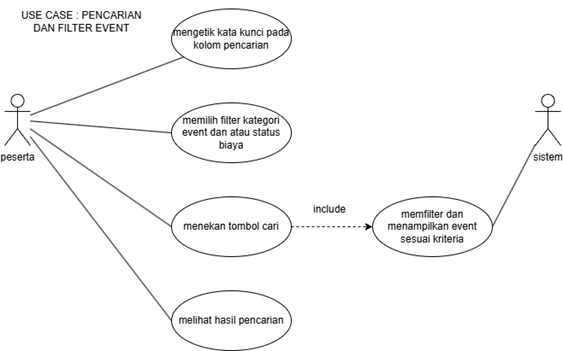 USE CASE : PENCARIAN
DAN FILTER EVENT
mengetik kata kunci pada
kolom pencarian
memilih filter kategori
event dan atau status
biaya
peserta
sistem
menekan tombol cari
include
memfilter dan
menampilkan event
sesuai kriteria
melihat hasil pencarian